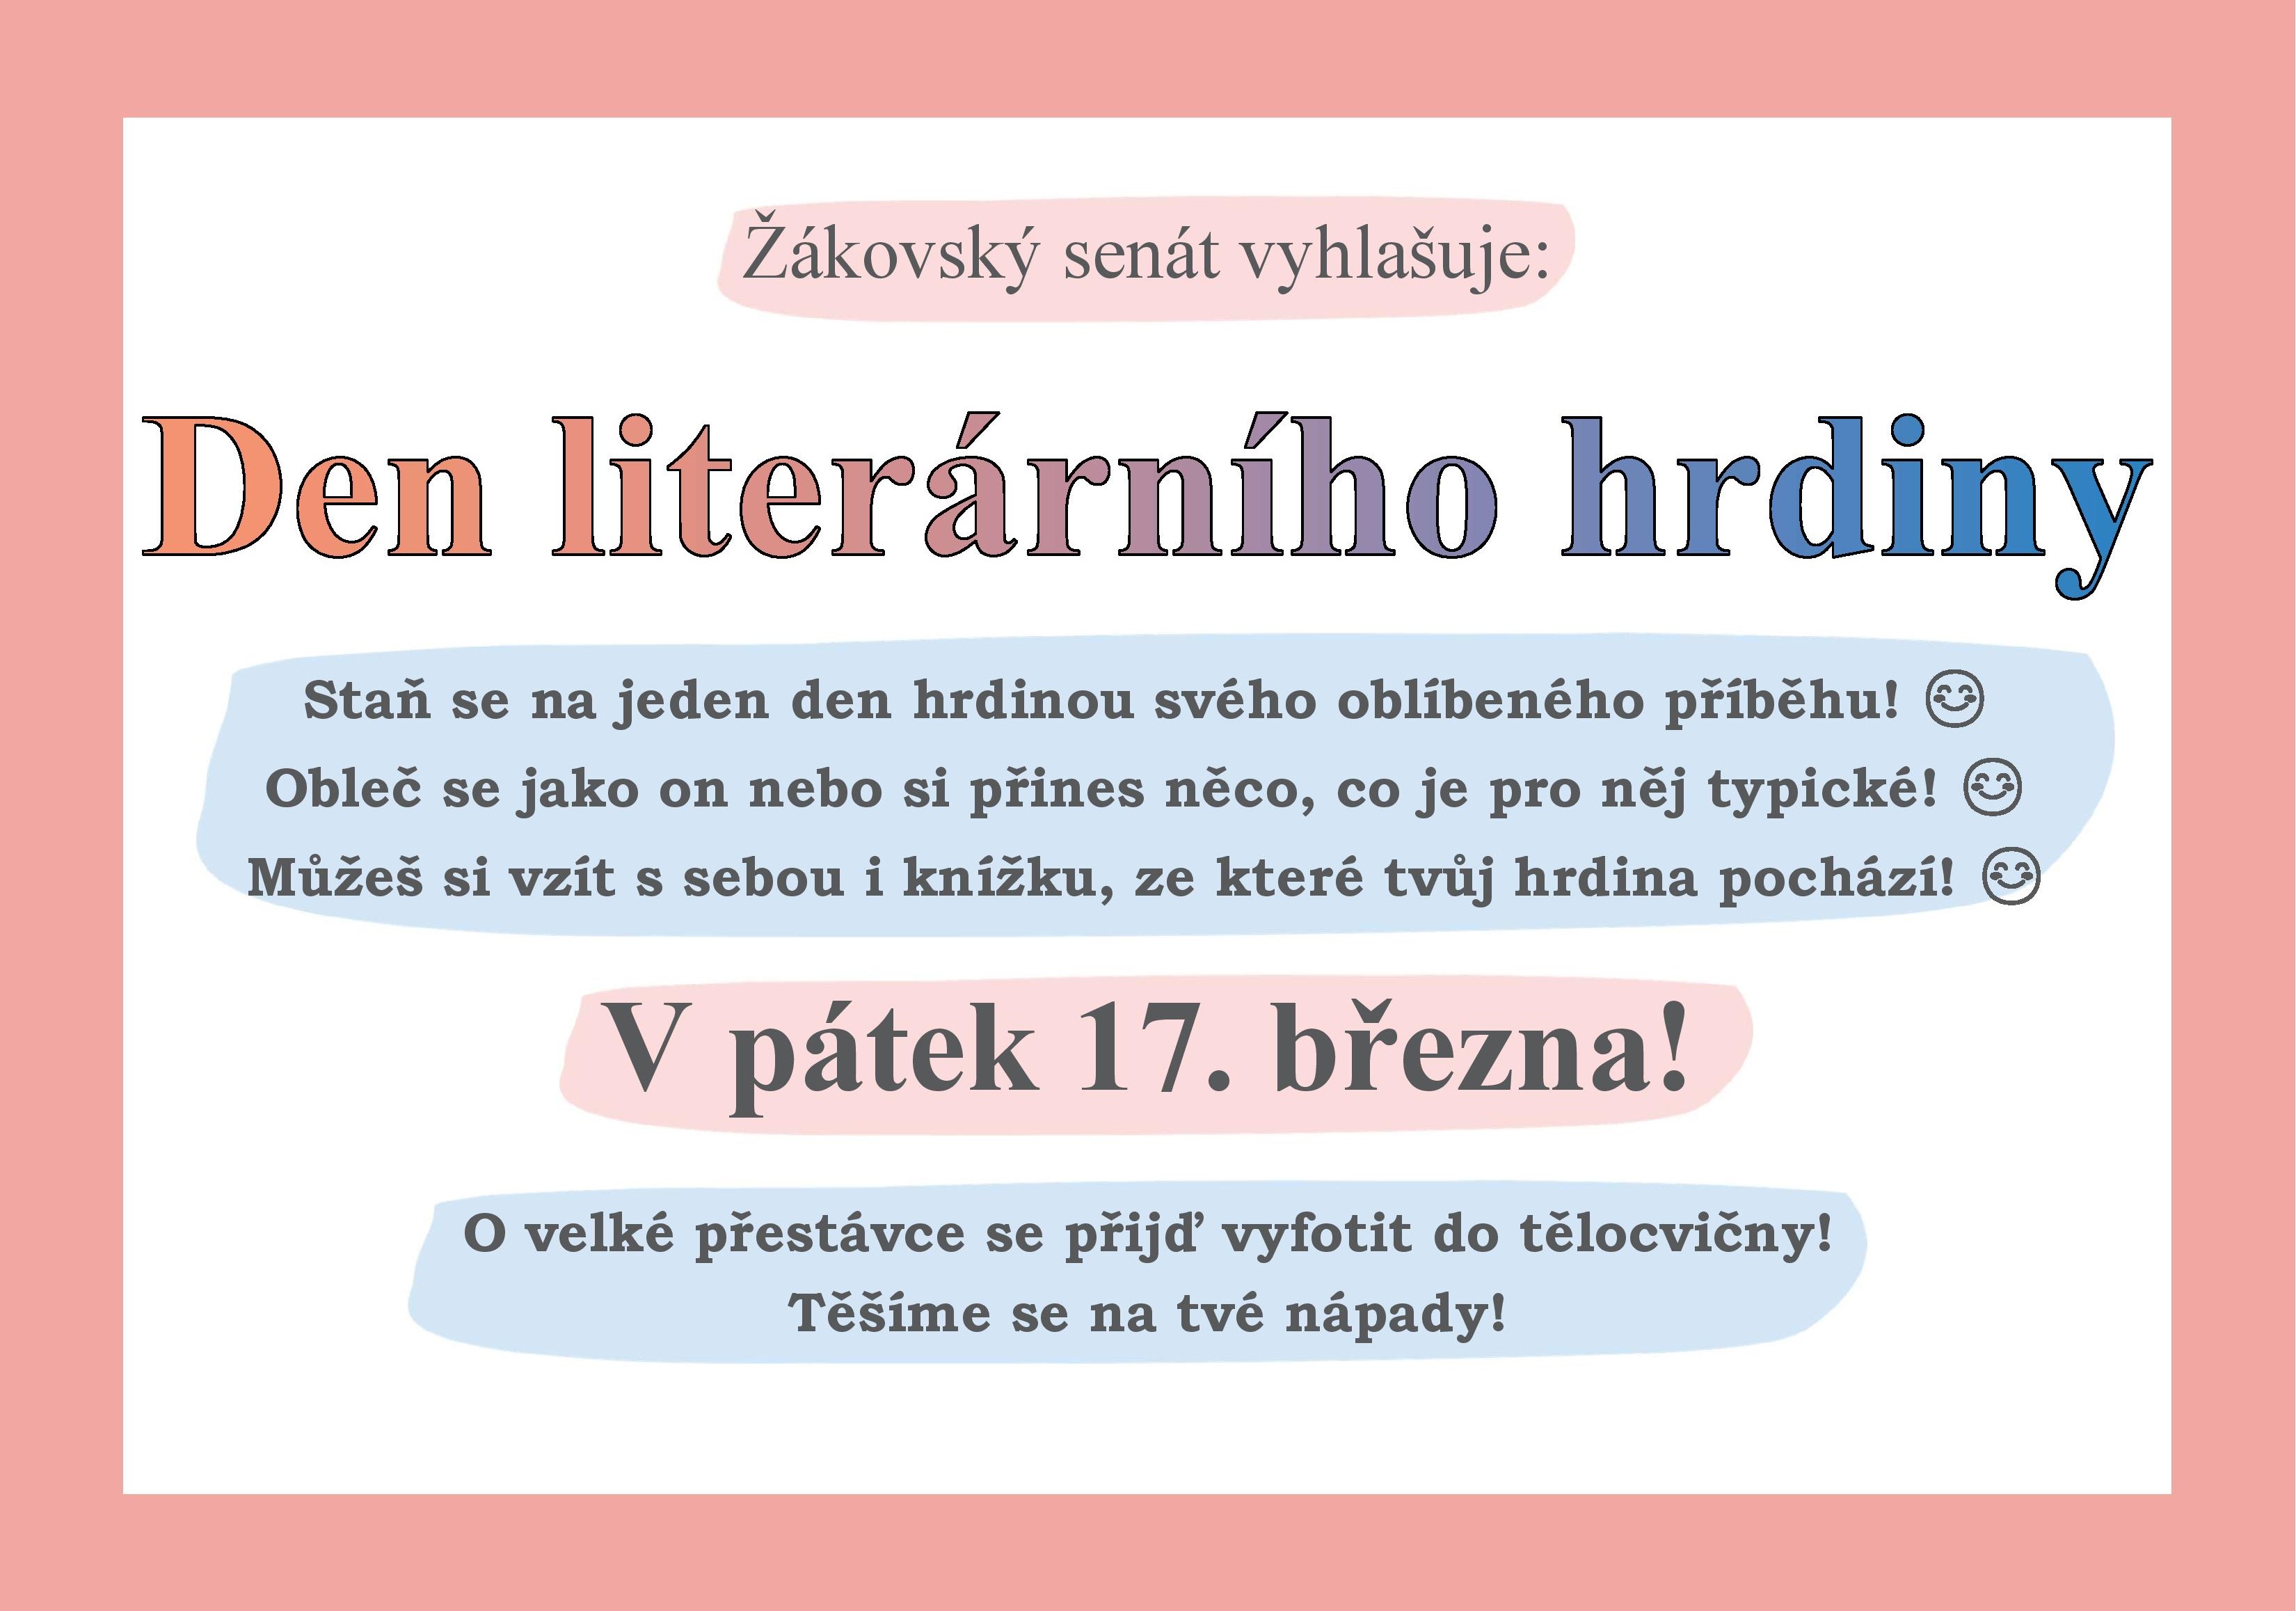 Žákovský senát vyhlašuje:
Den literárního hrdiny
Staň se na jeden den hrdinou svého oblíbeného příběhu! 😊
Obleč se jako on nebo si přines něco, co je pro něj typické! 😊
Můžeš si vzít s sebou i knížku, ze které tvůj hrdina pochází! 😊
V pátek 17. března!
O velké přestávce se přijď vyfotit do tělocvičny!
Těšíme se na tvé nápady!